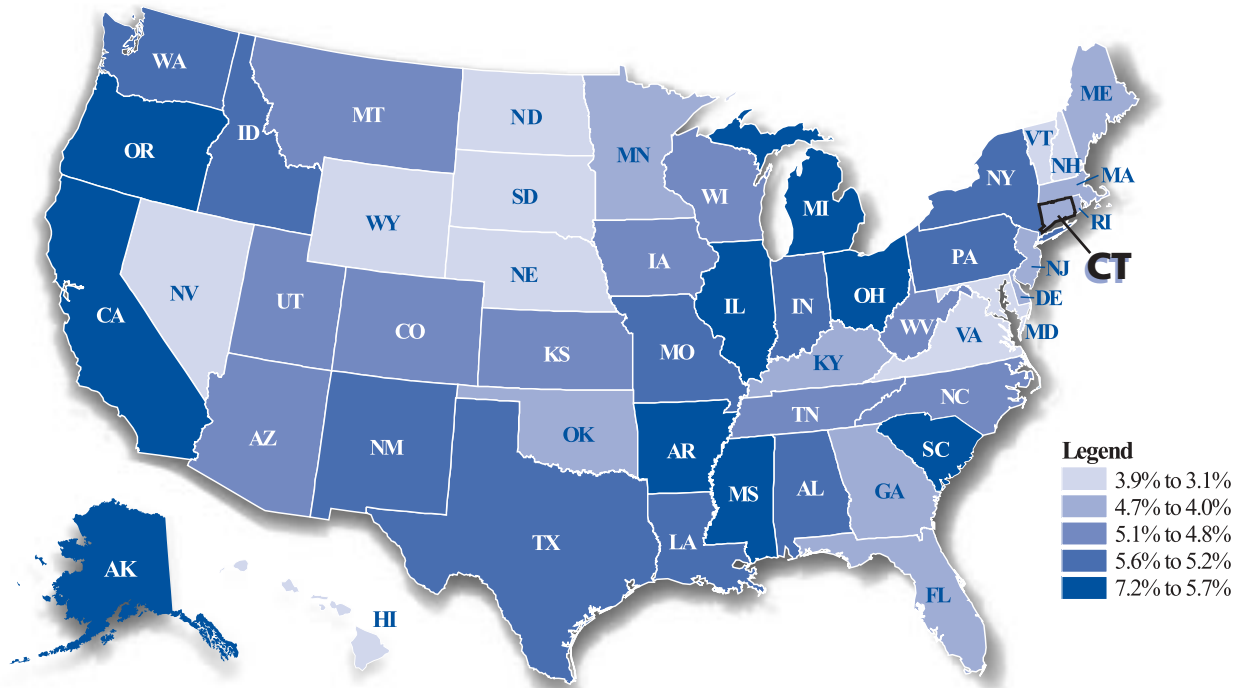 WA
MT
ND
ME
VT
OR
ID
MN
NH
MA
SD
WI
NY
WY
MI
RI
NE
IA
PA
CT
NV
NJ
UT
IL
IN
OH
DE
CA
CO
WV
MD
VA
KS
MO
KY
NC
TN
AZ
NM
OK
AR
SC
MS
AL
GA
TX
LA
AK
FL
HI
Legend
3.9% to 3.1%
4.7% to 4.0%
5.1% to 4.8%
5.6% to 5.2%
7.2% to 5.7%